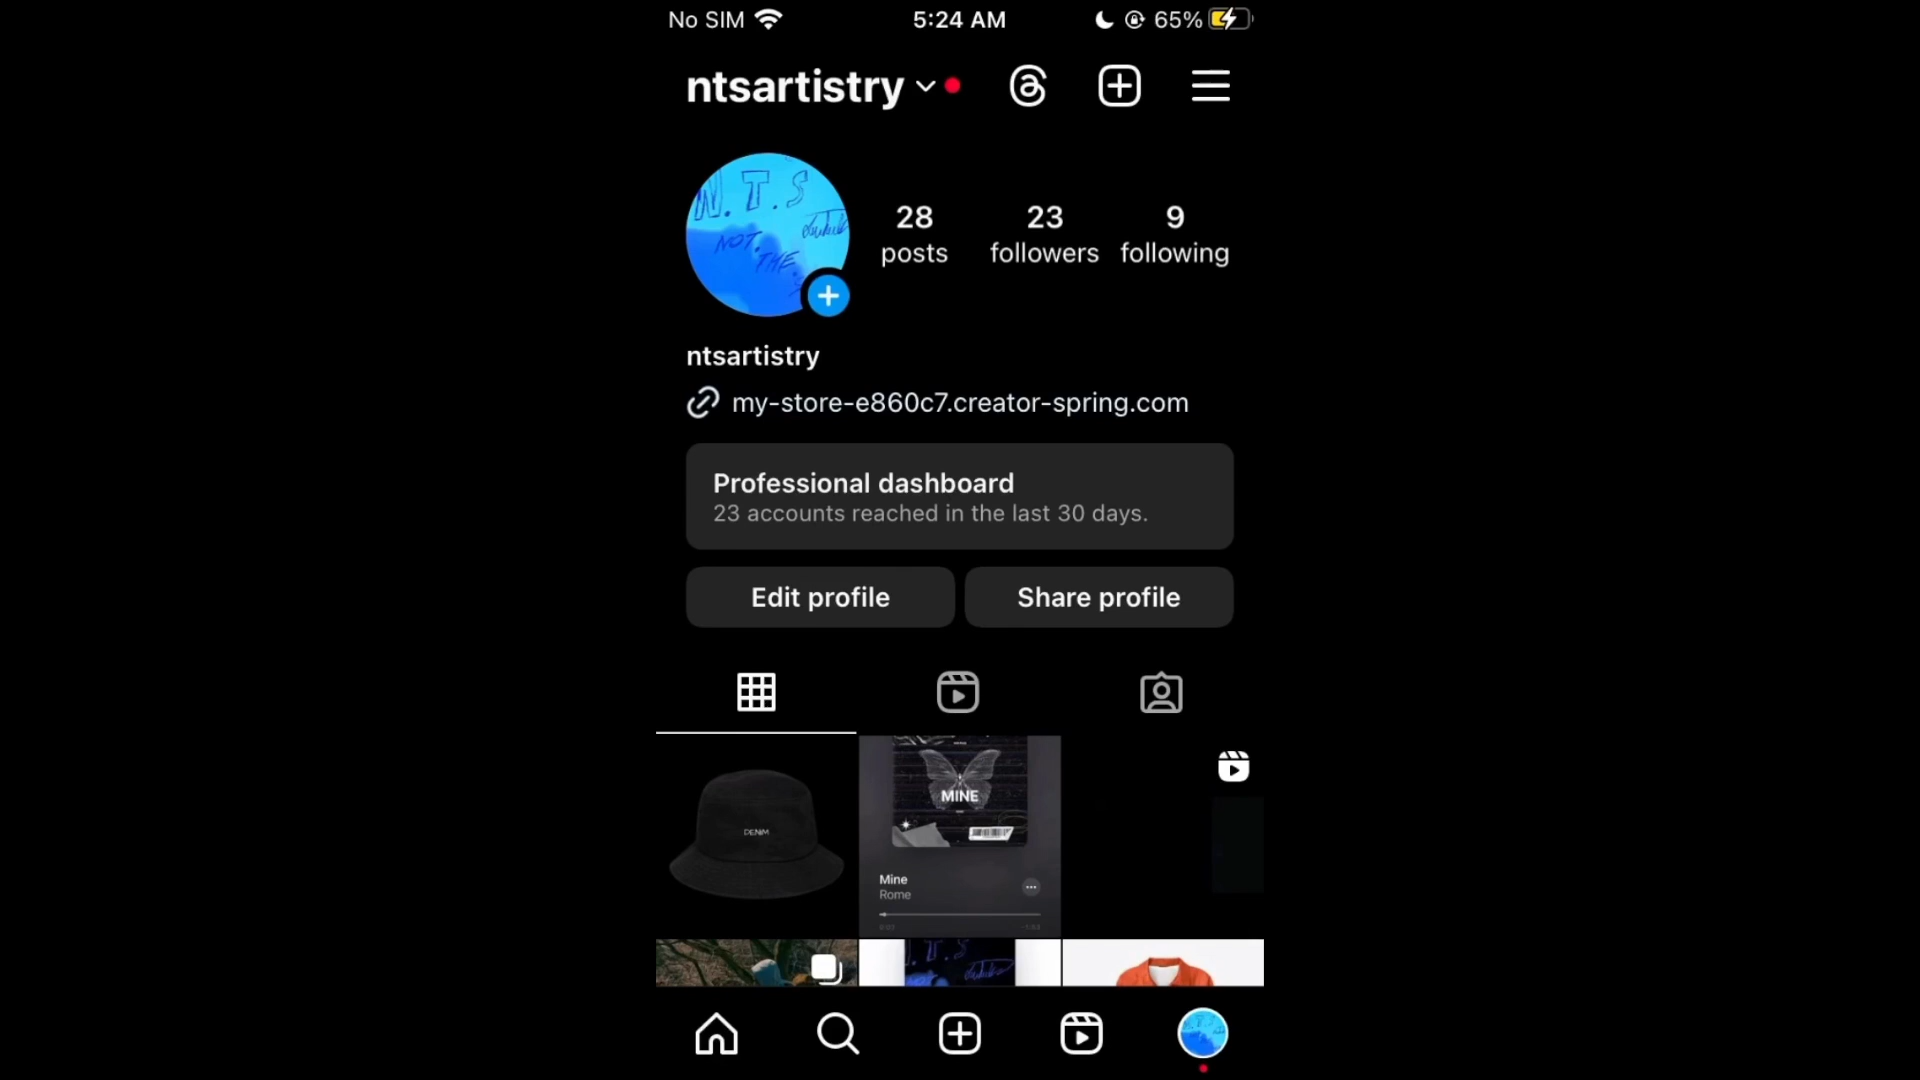 No SIM 5:24 AM 65%
ntsartistry
N.T.S
NOT.
THE.
28 23 9
posts followers following
ntsartistry
my-store-e860c7.creator-spring.com
Professional dashboard
23 accounts reached in the last 30 days.
Edit profile Share profile
DENIM
MINE
Mine
Rome
.T.S